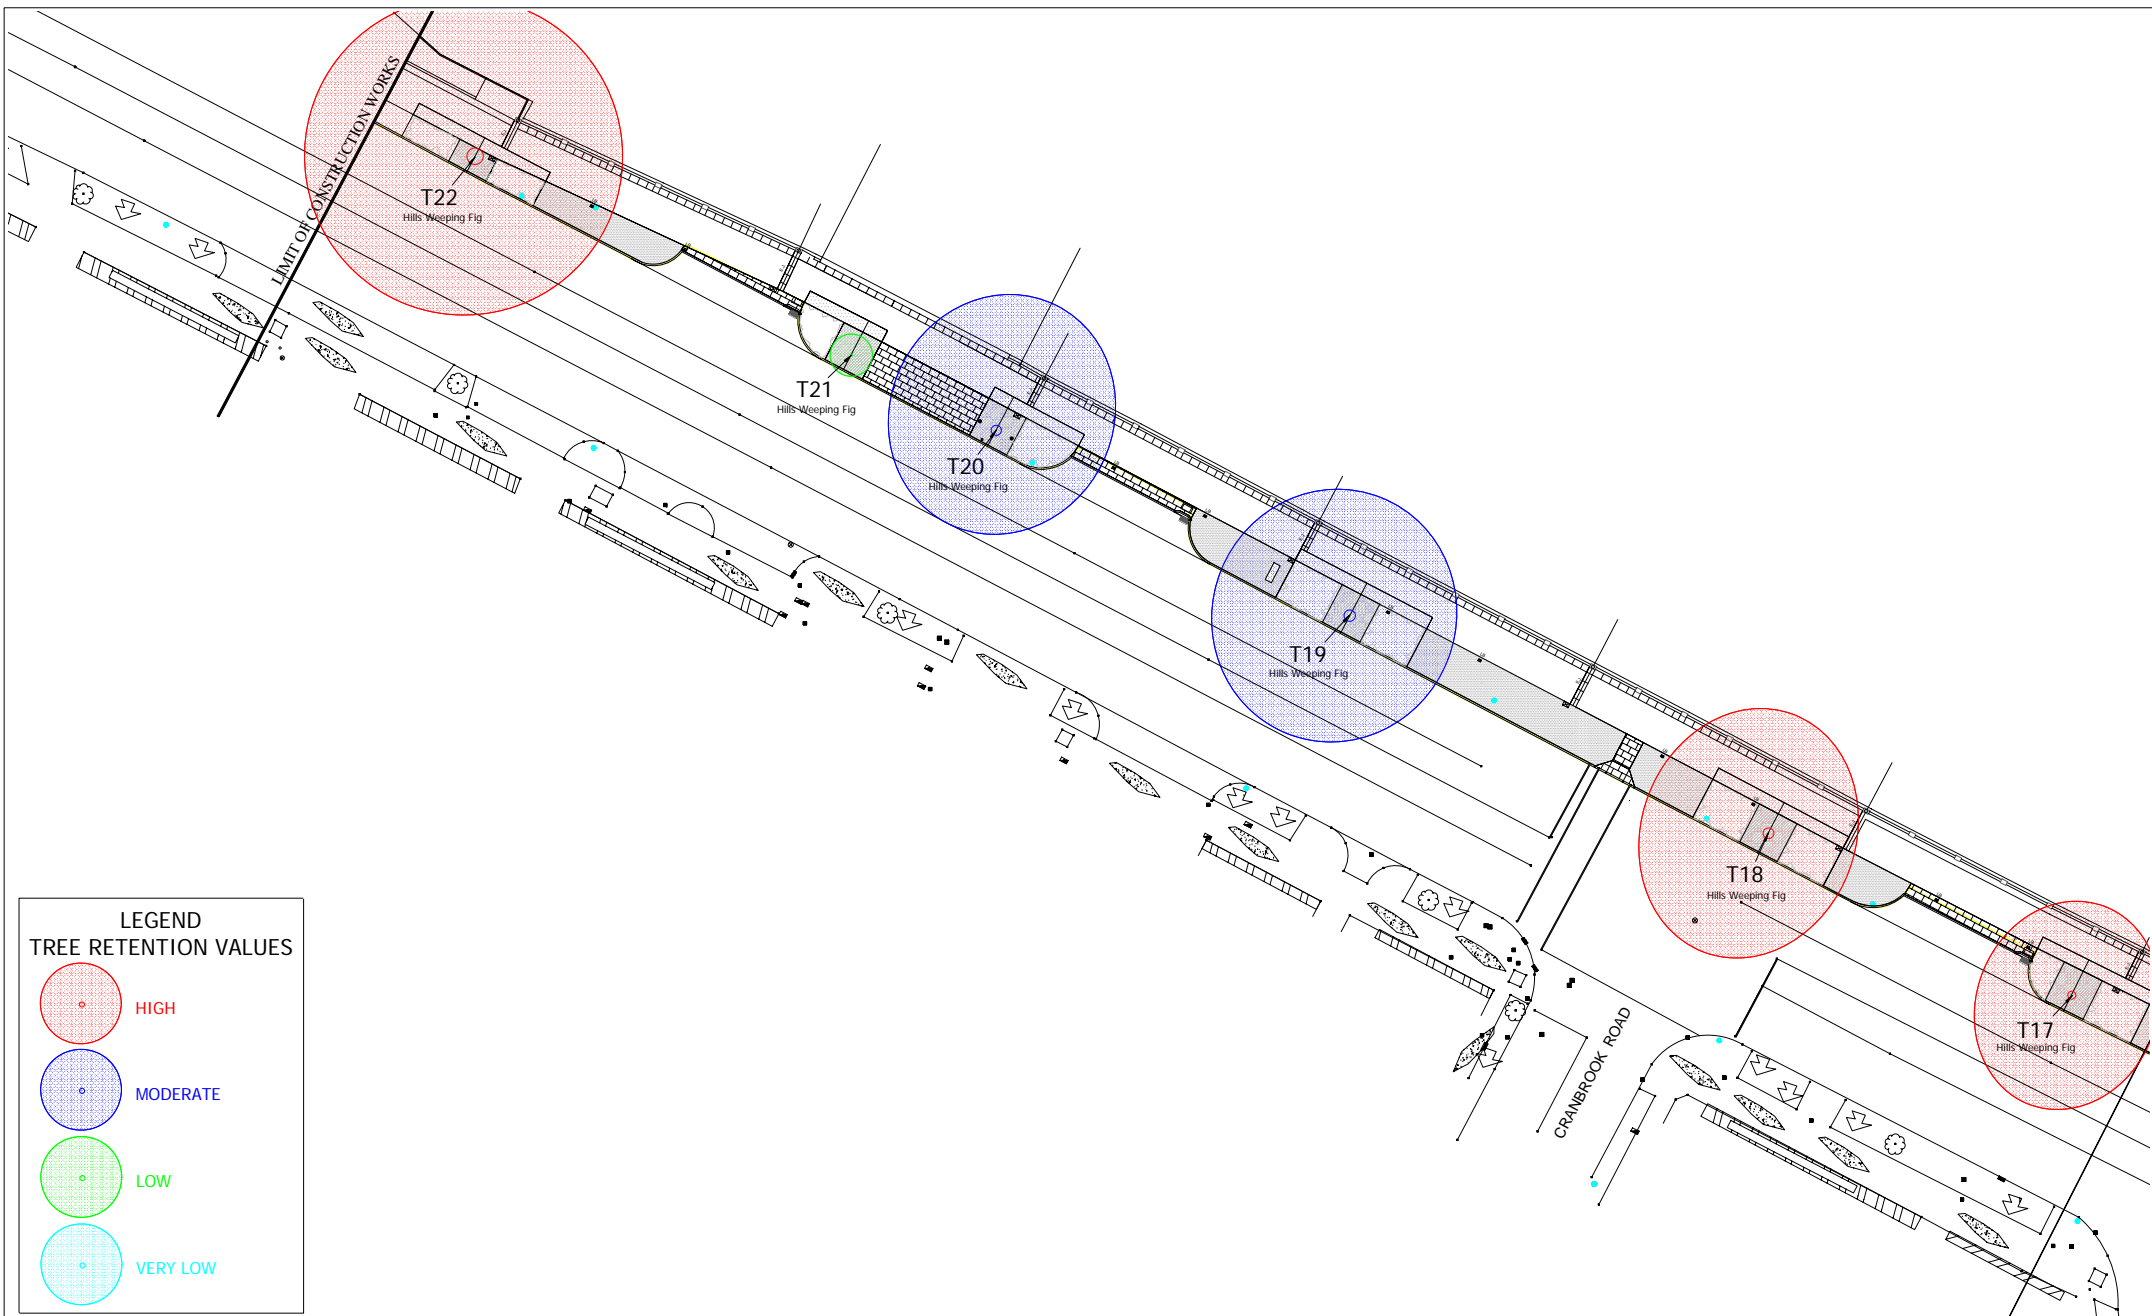 LIMIT OF CONSTRUCTION WORKS
T22
Hills Weeping Fig
T21
Hills Weeping Fig
T20
Hills Weeping Fig
T19
Hills Weeping Fig
T18
Hills Weeping Fig
T17
Hills Weeping Fig
CRANBROOK ROAD
LEGEND
TREE RETENTION VALUES
HIGH
MODERATE
LOW
VERY LOW